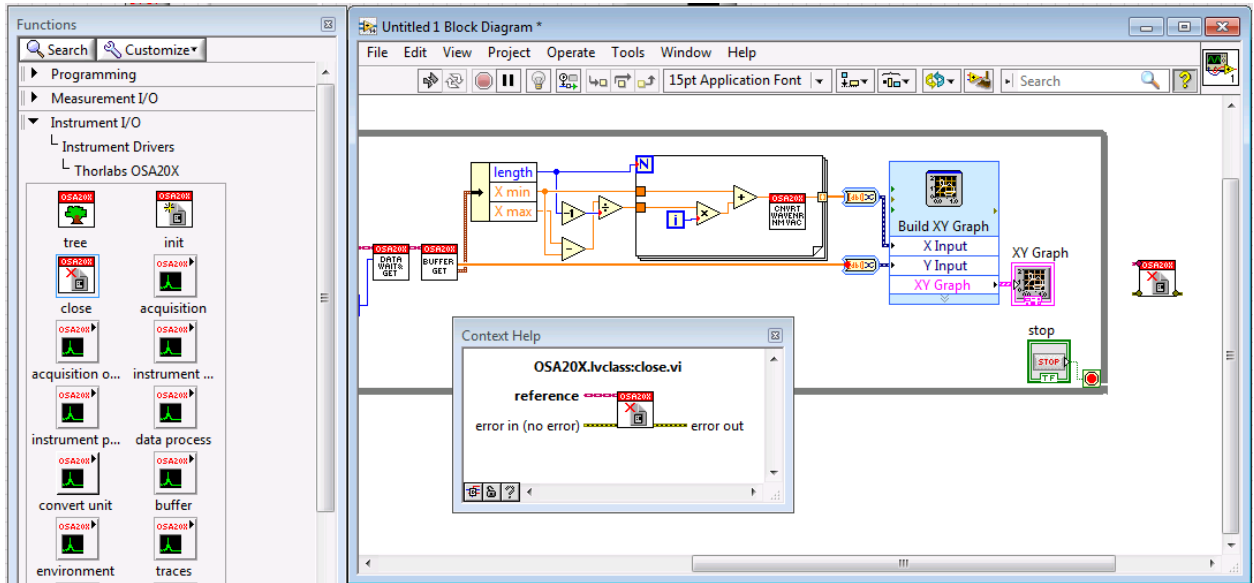 Functions
Search Customize
Programming
Measurement I/O
Instrument I/O
Instrument Drivers
Thorlabs OSA20X
OSA20X OSA20X
tree init
OSA20X OSA20X
close acquisition
OSA20X OSA20X
acquisition o... instrument ...
OSA20X OSA20X
instrument p... data process
OSA20X OSA20X
convert unit buffer
OSA20X OSA20X
environment traces
Untitled 1 Block Diagram *
File Edit View Project Operate Tools Window Help
15pt Application Font Search ? 1
length
X min
X max
N
-1
÷
-
i
×
+
OSA20X
CNVRT
WAVENR
NM VAC
OSA20X
DATA
WAIT&
GET
OSA20X
BUFFER
GET
Build XY Graph
X Input
Y Input
XY Graph
XY Graph
OSA20X
stop
STOP
TF
Context Help
OSA20X.lvclass:close.vi
reference OSA20X
error in (no error) error out
?